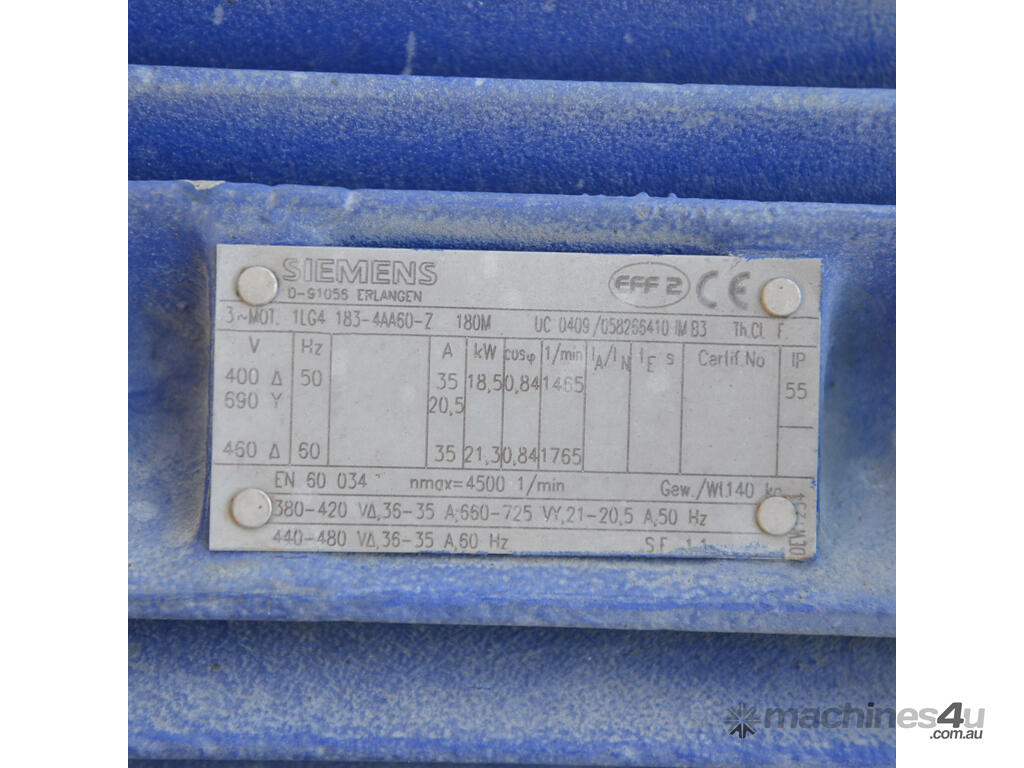 SIEMENS
D-91056 ERLANGEN
EFF 2 CE
3~MOT. 1LG4 183-4AA60-Z 180M UC 0409/058266410 IM B3 Th.Cl. F
V Hz A kW cosφ 1/min IA/IN IE s Certif.No IP
400 Δ 50 35 18,5 0,84 1465 55
690 Y 20,5
460 Δ 60 35 21,3 0,84 1765
EN 60 034 nmax=4500 1/min Gew./Wt.140 kg
380-420 VΔ,36-35 A;660-725 VY,21-20,5 A,50 Hz
440-480 VΔ,36-35 A,60 Hz S.F. 1.1
machines4u
.com.au